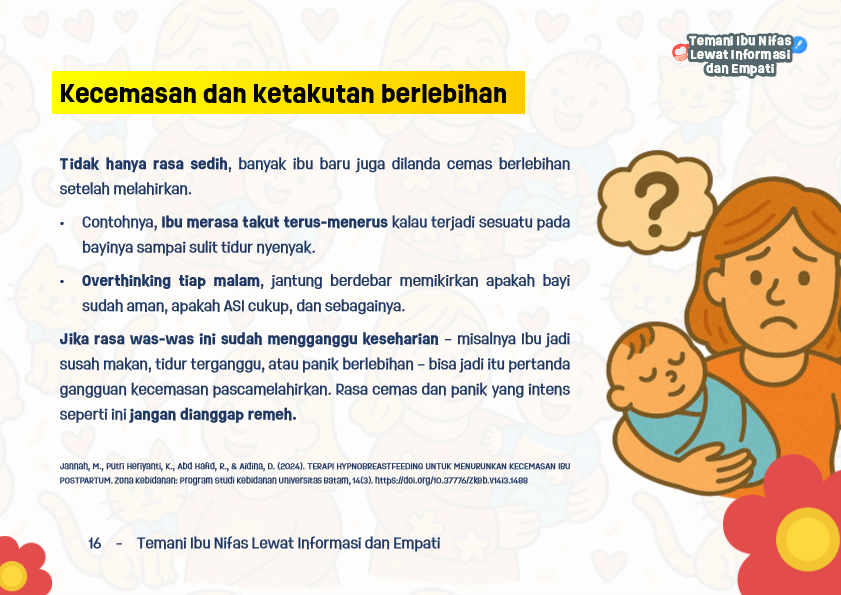 Temani Ibu Nifas
Lewat Informasi
dan Empati
Kecemasan dan ketakutan berlebihan
Tidak hanya rasa sedih, banyak ibu baru juga dilanda cemas berlebihan
setelah melahirkan.
• Contohnya, Ibu merasa takut terus-menerus kalau terjadi sesuatu pada
bayinya sampai sulit tidur nyenyak.
• Overthinking tiap malam, jantung berdebar memikirkan apakah bayi
sudah aman, apakah ASI cukup, dan sebagainya.
Jika rasa was-was ini sudah mengganggu keseharian – misalnya Ibu jadi
susah makan, tidur terganggu, atau panik berlebihan – bisa jadi itu pertanda
gangguan kecemasan pascamelahirkan. Rasa cemas dan panik yang intens
seperti ini jangan dianggap remeh.
Jannah, M., Putri Heriyanti, K., Abd Hafid, R., & Aidina, D. (2024). TERAPI HYPNOBREASTFEEDING UNTUK MENURUNKAN KECEMASAN IBU
POSTPARTUM. Zona Kebidanan: Program Studi Kebidanan Universitas Batam, 14(3). https://doi.org/10.37776/zkeb.v14i3.1488
?
16 - Temani Ibu Nifas Lewat Informasi dan Empati